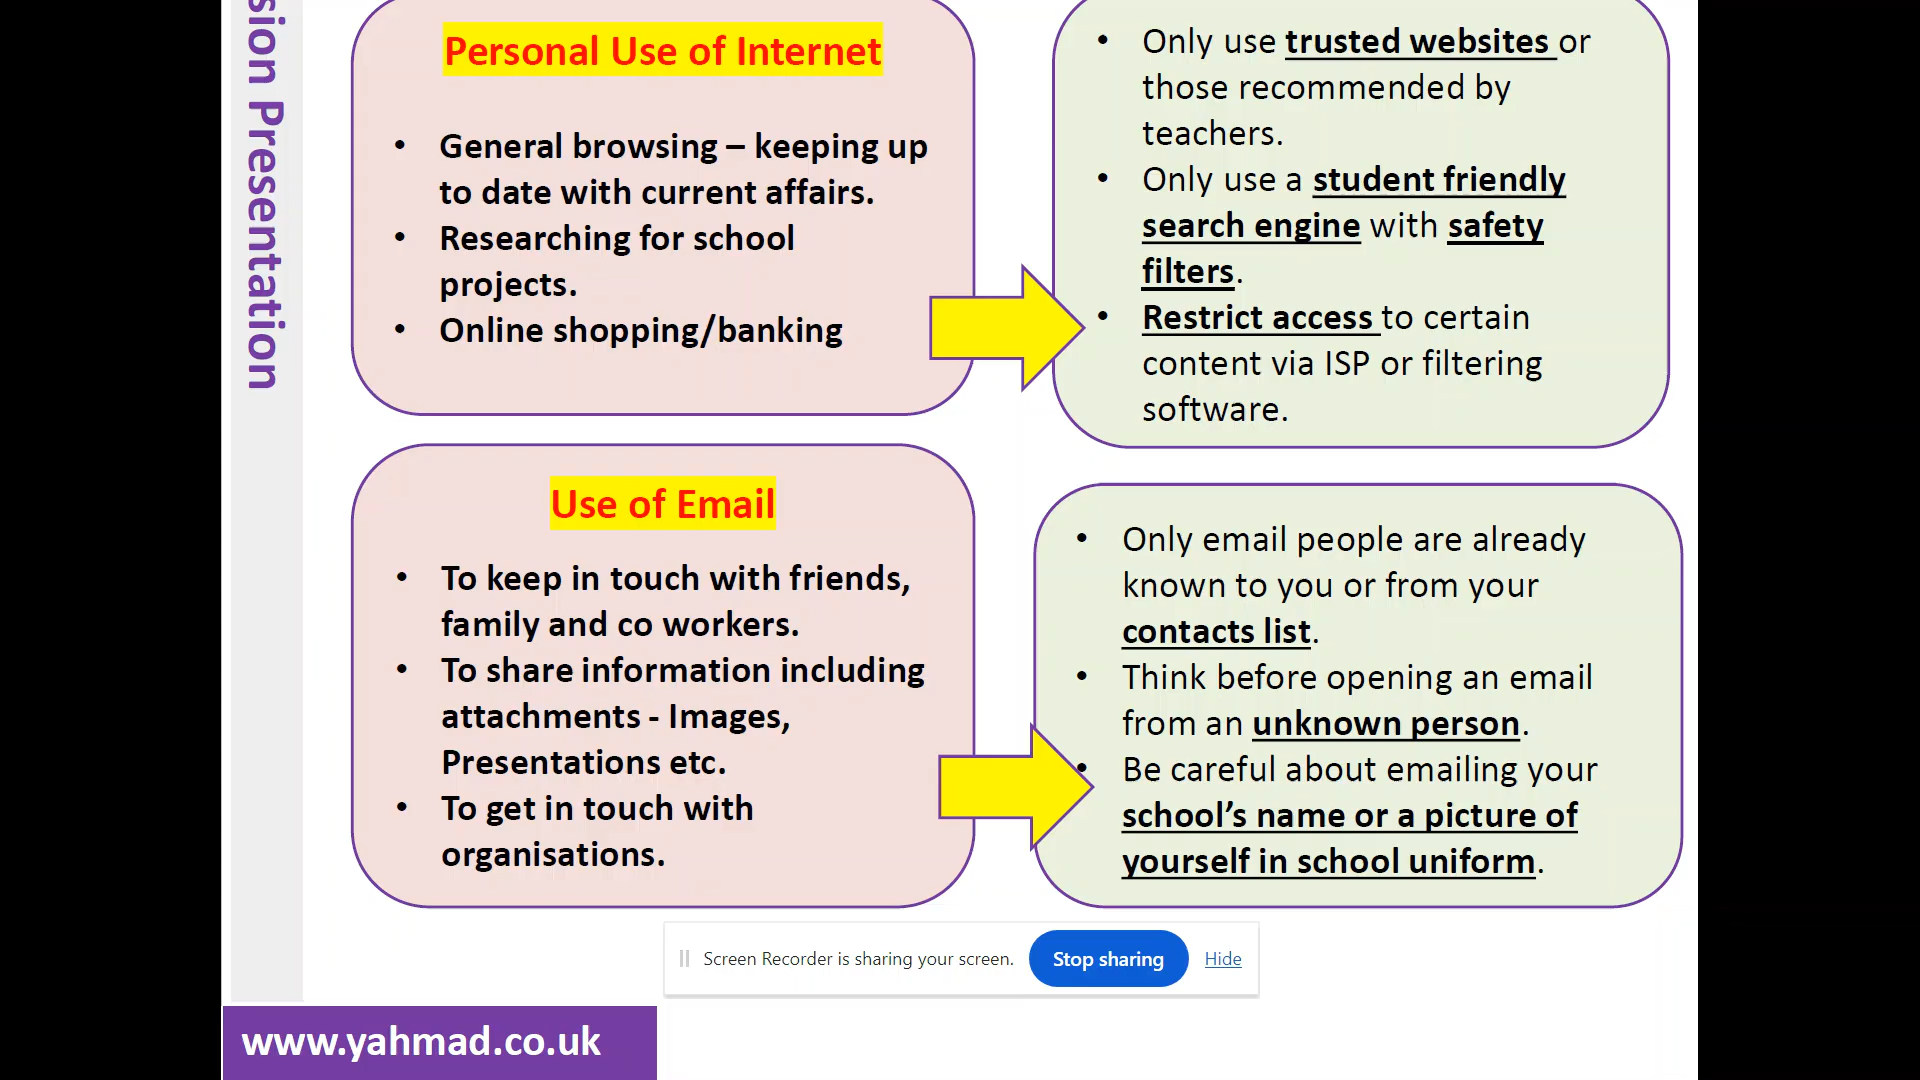 sion Presentation
Personal Use of Internet
• General browsing – keeping up
to date with current affairs.
• Researching for school
projects.
• Online shopping/banking
• Only use trusted websites or
those recommended by
teachers.
• Only use a student friendly
search engine with safety
filters.
• Restrict access to certain
content via ISP or filtering
software.
Use of Email
• To keep in touch with friends,
family and co workers.
• To share information including
attachments - Images,
Presentations etc.
• To get in touch with
organisations.
• Only email people are already
known to you or from your
contacts list.
• Think before opening an email
from an unknown person.
• Be careful about emailing your
school’s name or a picture of
yourself in school uniform.
Screen Recorder is sharing your screen. Stop sharing Hide
www.yahmad.co.uk